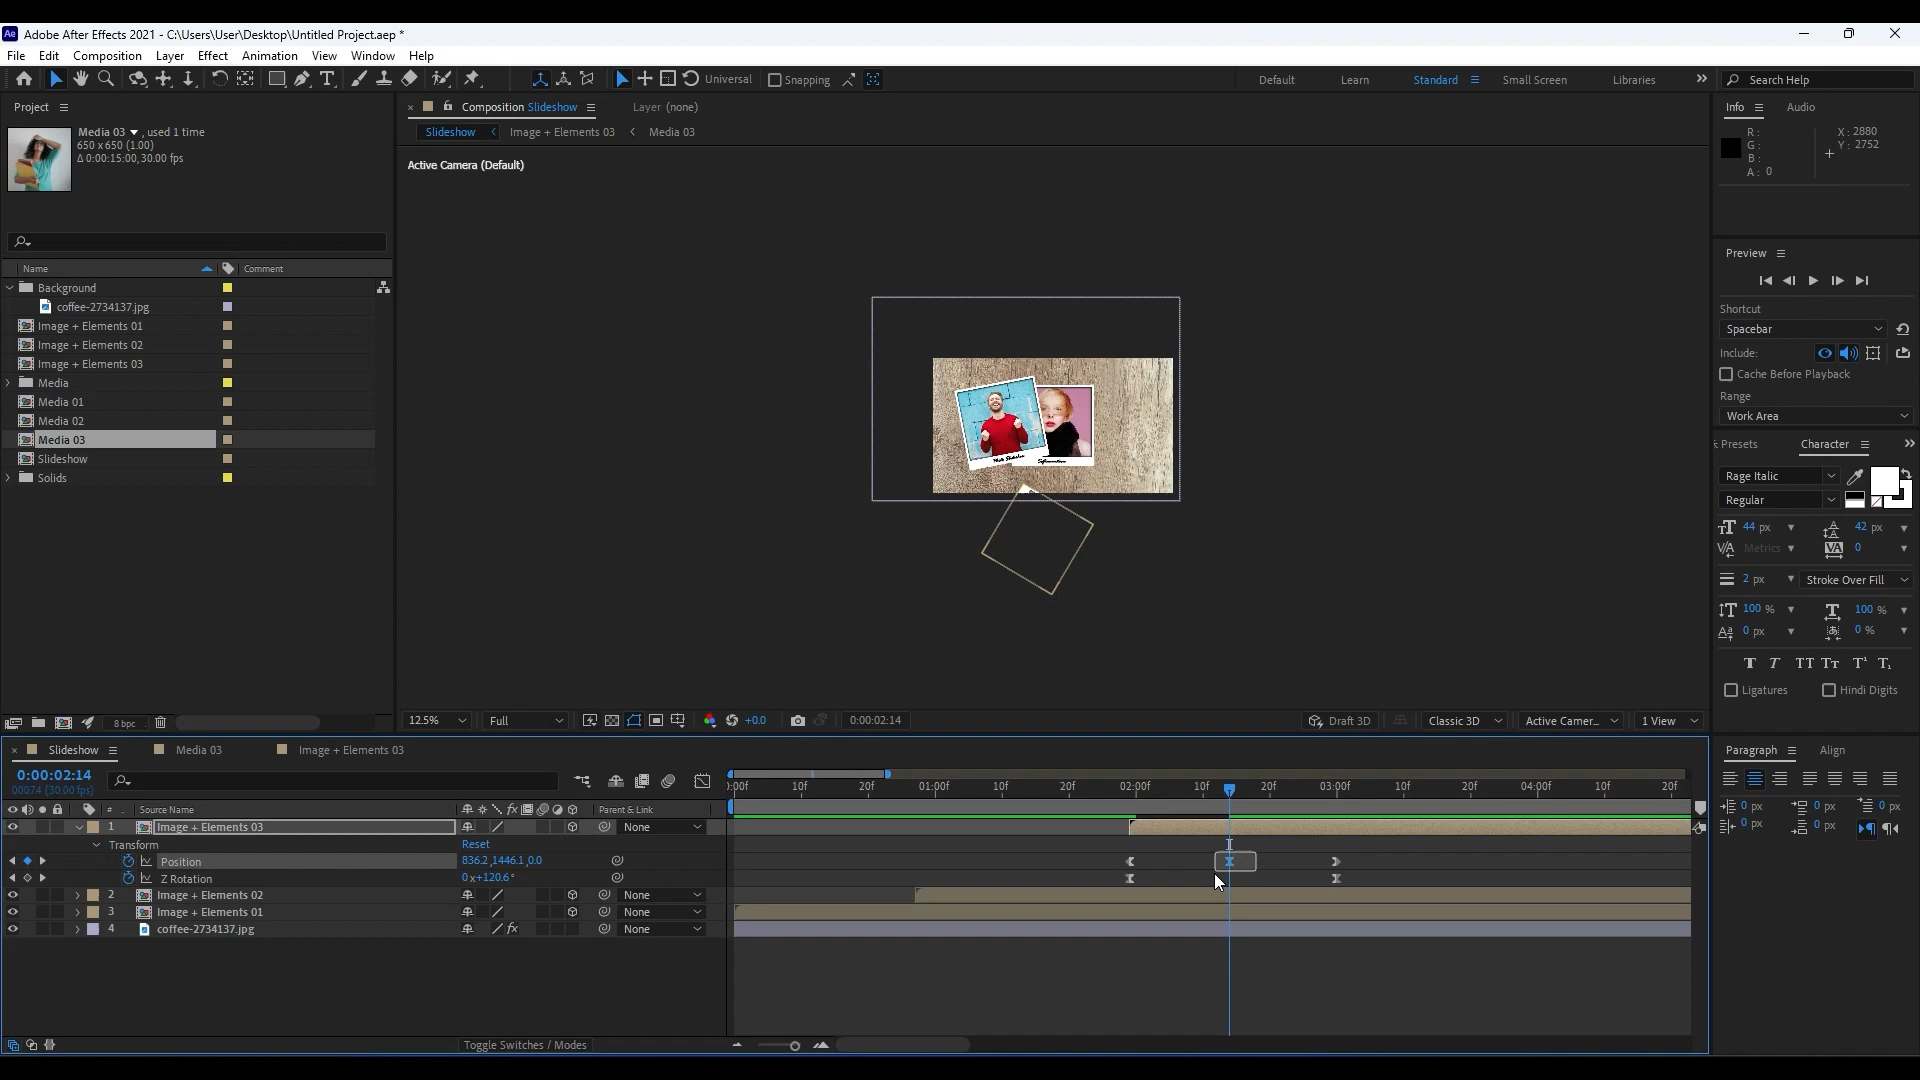 Adobe After Effects 2021 - C:\Users\User\Desktop\Untitled Project.aep *
File Edit Composition Layer Effect Animation View Window Help
Universal Snapping Default Learn Standard Small Screen Libraries Search Help
Project
Media 03 , used 1 time
650 x 650 (1.00)
Δ 0:00:15:00, 30.00 fps
Name Comment
Background
coffee-2734137.jpg
Image + Elements 01
Image + Elements 02
Image + Elements 03
Media
Media 01
Media 02
Media 03
Slideshow
Solids
8 bpc
Composition Slideshow Layer (none)
Slideshow Image + Elements 03 Media 03
Active Camera (Default)
12.5% Full +0.0 0:00:02:14 Draft 3D Classic 3D Active Camer... 1 View
Info Audio
R :
G :
B :
A : 0
X : 2880
Y : 2752
Preview
Shortcut
Spacebar
Include:
Cache Before Playback
Range
Work Area
Presets Character
Rage Italic
Regular
44 px 42 px
Metrics 0
2 px Stroke Over Fill
100 % 100 %
0 px 0 %
Ligatures Hindi Digits
Paragraph Align
0 px 0 px 0 px
0 px 0 px
Slideshow Media 03 Image + Elements 03
0:00:02:14
00074 (30.00 fps)
:00f 10f 20f 01:00f 10f 20f 02:00f 10f 20f 03:00f 10f 20f 04:00f 10f 20f
# Source Name Parent & Link
1 Image + Elements 03 None
Transform Reset
Position 836.2,1446.1,0.0
Z Rotation 0x+120.6°
2 Image + Elements 02 None
3 Image + Elements 01 None
4 coffee-2734137.jpg fx None
Toggle Switches / Modes